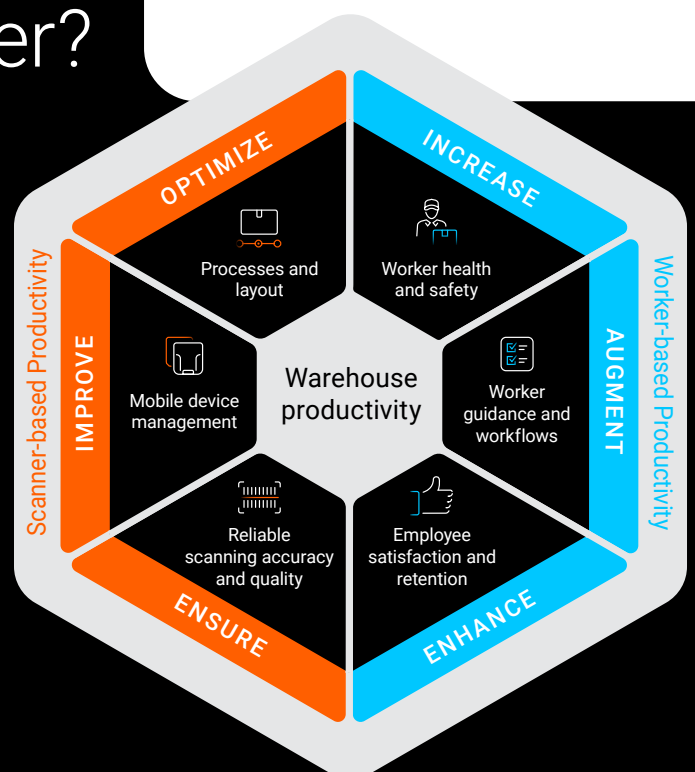 er?
OPTIMIZE
INCREASE
Processes and
layout
Worker health
and safety
Scanner-based Productivity
IMPROVE
Mobile device
management
Warehouse
productivity
Worker
guidance and
workflows
AUGMENT
Worker-based Productivity
Reliable
scanning accuracy
and quality
Employee
satisfaction and
retention
ENSURE
ENHANCE